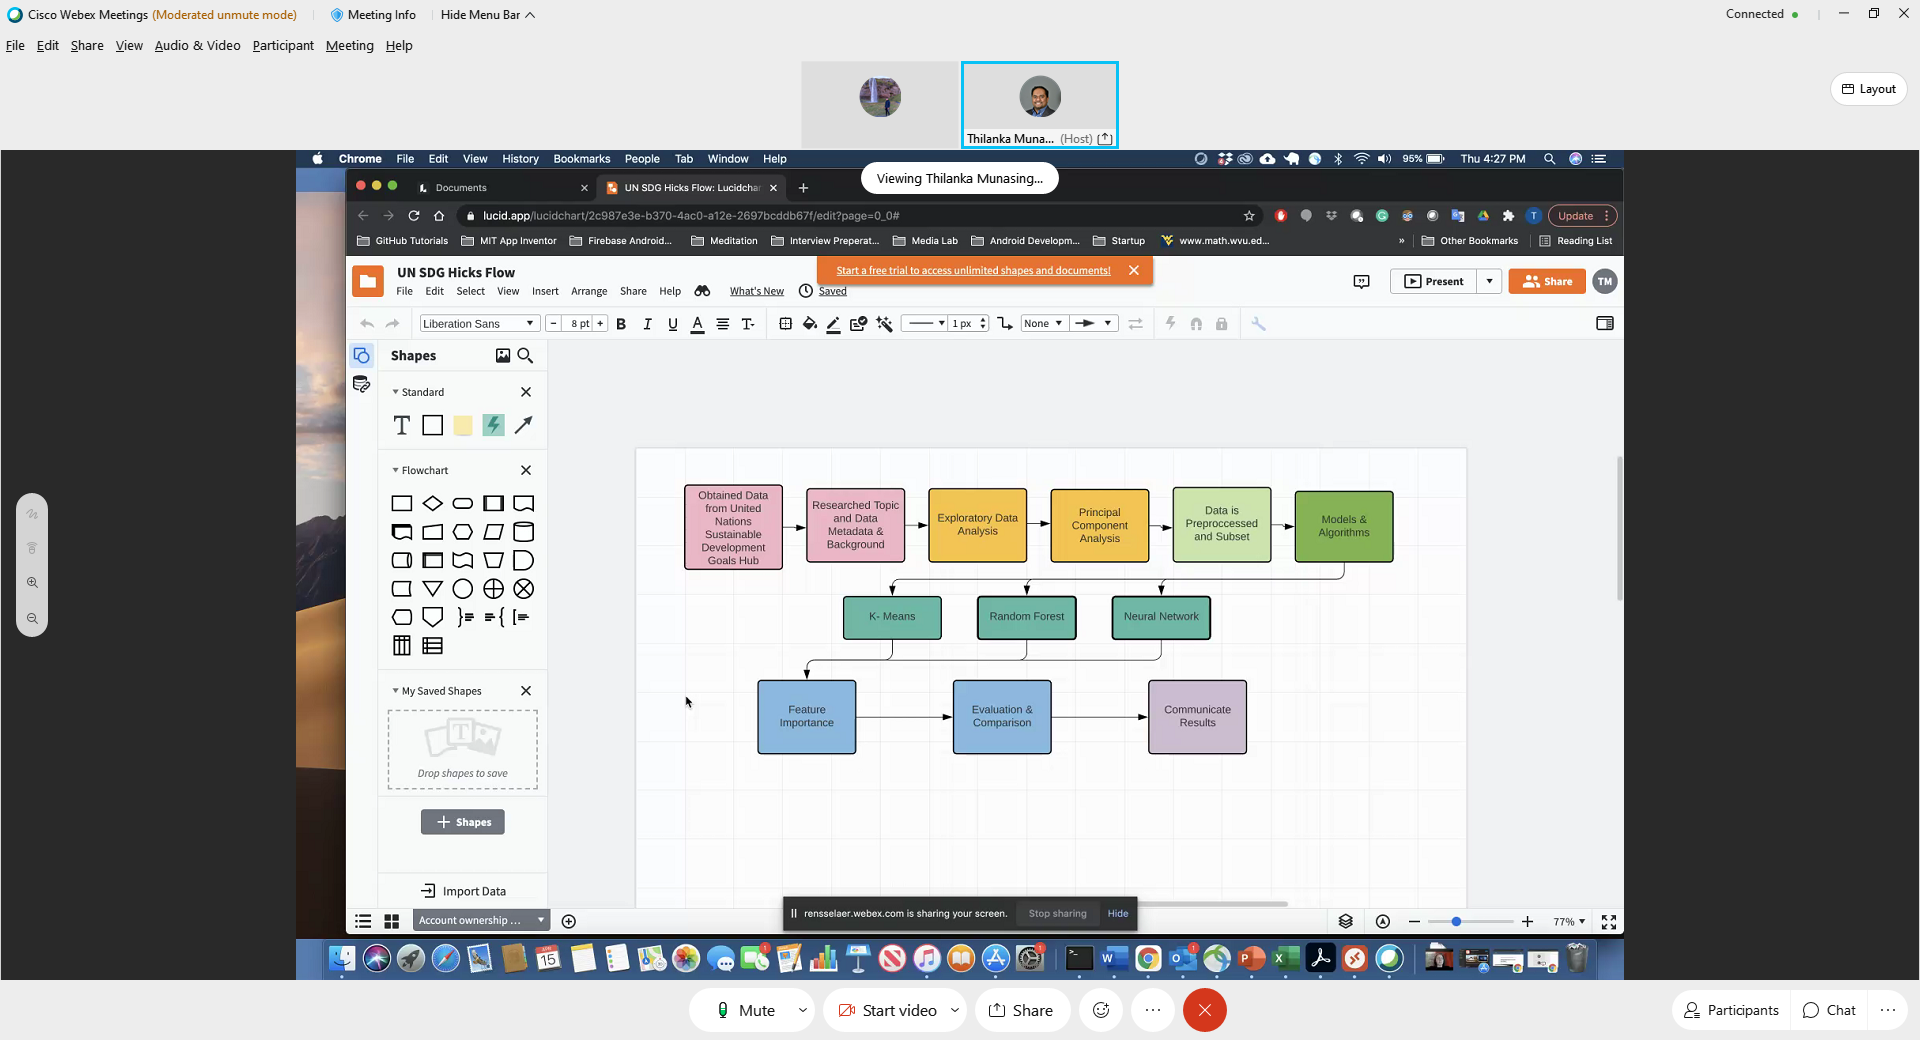 Cisco Webex Meetings (Moderated unmute mode) Meeting Info Hide Menu Bar Connected
File Edit Share View Audio & Video Participant Meeting Help
Layout
Thilanka Muna... (Host)
Chrome File Edit View History Bookmarks People Tab Window Help 95% Thu 4:27 PM
Viewing Thilanka Munasing...
Documents UN SDG Hicks Flow: Lucidchar
lucid.app/lucidchart/2c987e3e-b370-4ac0-a12e-2697bcddb67f/edit?page=0_0# T Update
GitHub Tutorials MIT App Inventor Firebase Android... Meditation Interview Preperat... Media Lab Android Developm... Startup www.math.wvu.ed... » Other Bookmarks Reading List
UN SDG Hicks Flow
Start a free trial to access unlimited shapes and documents!
File Edit Select View Insert Arrange Share Help What's New Saved
Present Share TM
Liberation Sans 8 pt B I U A T 1 px None
Shapes
Standard
T
Flowchart
My Saved Shapes
T
Drop shapes to save
Shapes
Import Data
Obtained Data
from United
Nations
Sustainable
Development
Goals Hub
Researched Topic
and Data
Metadata &
Background
Exploratory Data
Analysis
Principal
Component
Analysis
Data is
Preproccessed
and Subset
Models &
Algorithms
K- Means
Random Forest
Neural Network
Feature
Importance
Evaluation &
Comparison
Communicate
Results
Account ownership ...
rensselaer.webex.com is sharing your screen. Stop sharing Hide
77%
15
Mute Start video Share
Participants Chat